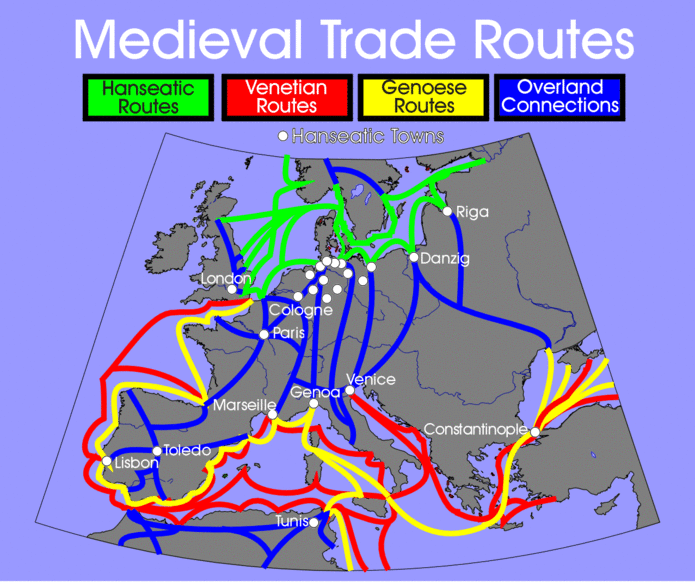 Medieval Trade Routes
Hanseatic
Routes
Venetian
Routes
Genoese
Routes
Overland
Connections
Hanseatic Towns
Riga
Danzig
London
Cologne
Paris
Venice
Genoa
Marseille
Constantinople
Toledo
Lisbon
Tunis